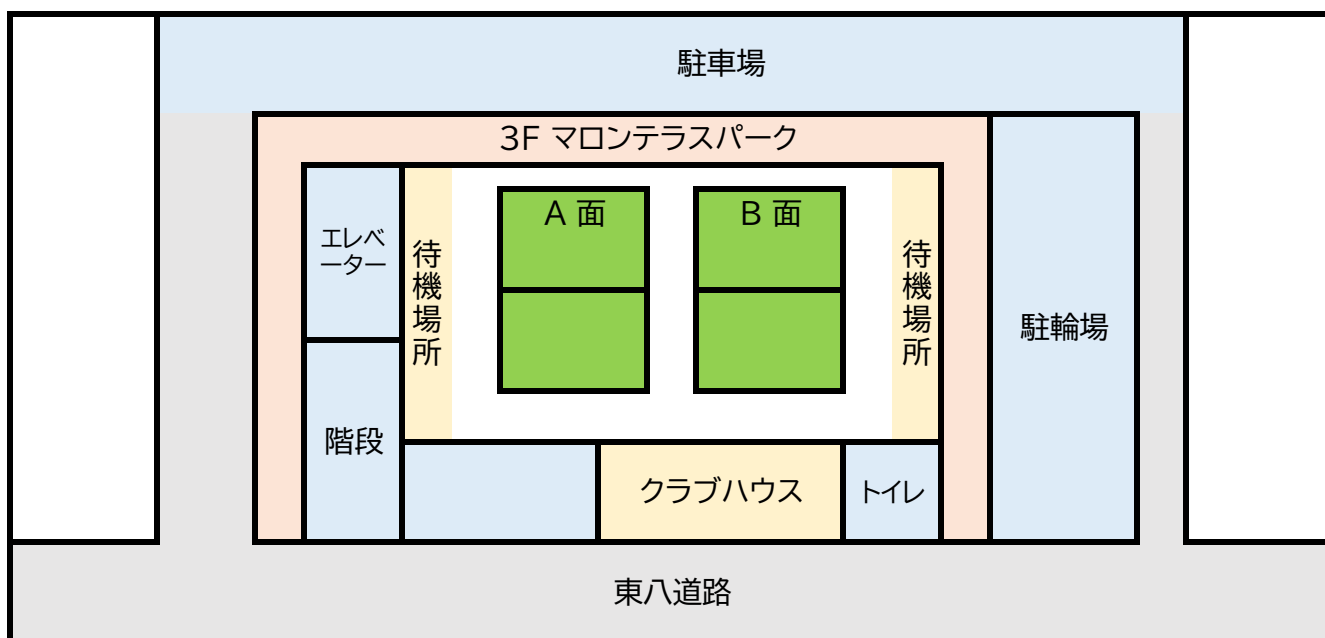 駐車場
3F マロンテラスパーク
A 面
B 面
エレベ
ーター
待機場所
待機場所
駐輪場
階段
クラブハウス
トイレ
東八道路